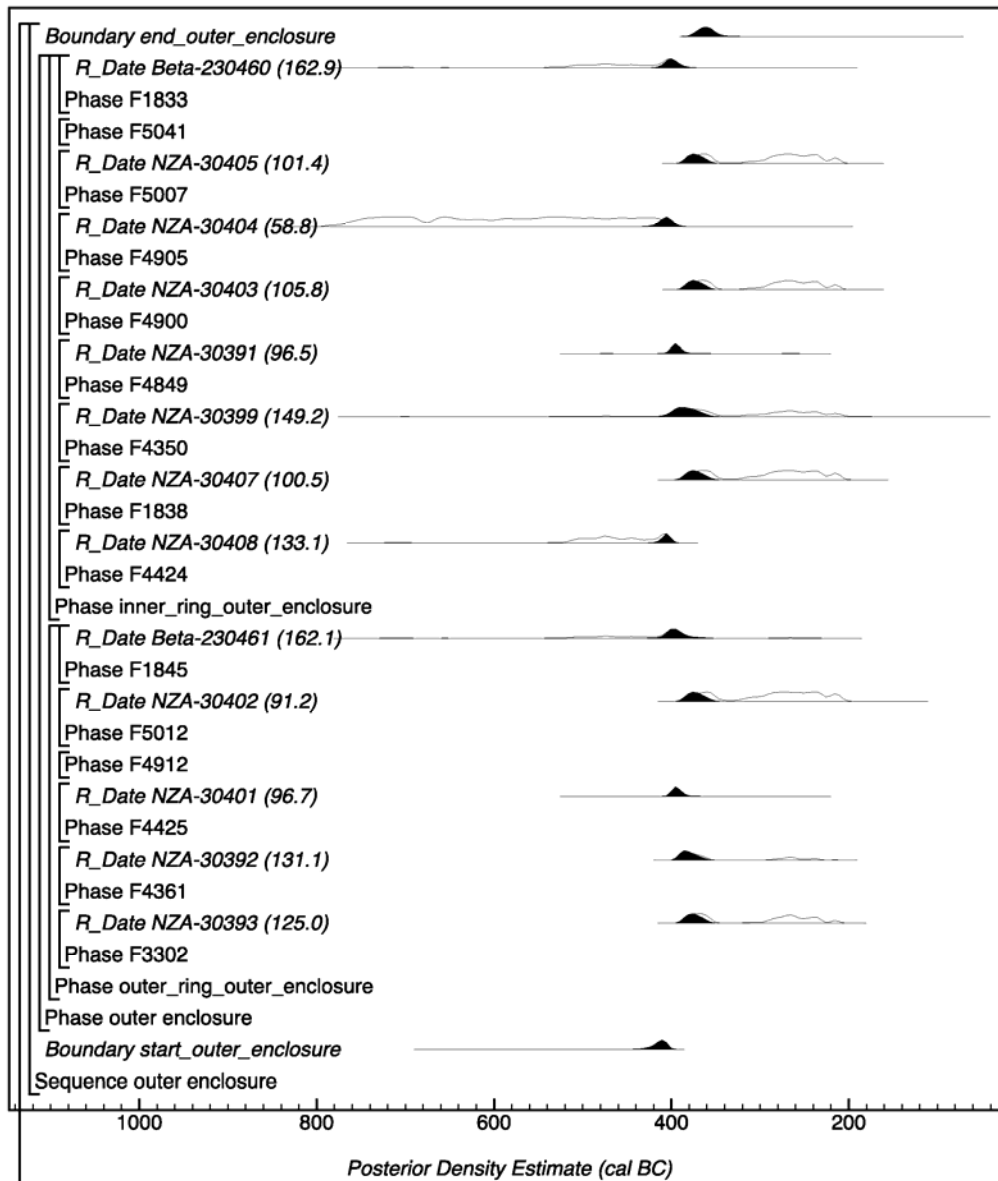 Boundary end_outer_enclosure
R_Date Beta-230460 (162.9)
Phase F1833
Phase F5041
R_Date NZA-30405 (101.4)
Phase F5007
R_Date NZA-30404 (58.8)
Phase F4905
R_Date NZA-30403 (105.8)
Phase F4900
R_Date NZA-30391 (96.5)
Phase F4849
R_Date NZA-30399 (149.2)
Phase F4350
R_Date NZA-30407 (100.5)
Phase F1838
R_Date NZA-30408 (133.1)
Phase F4424
Phase inner_ring_outer_enclosure
R_Date Beta-230461 (162.1)
Phase F1845
R_Date NZA-30402 (91.2)
Phase F5012
Phase F4912
R_Date NZA-30401 (96.7)
Phase F4425
R_Date NZA-30392 (131.1)
Phase F4361
R_Date NZA-30393 (125.0)
Phase F3302
Phase outer_ring_outer_enclosure
Phase outer enclosure
Boundary start_outer_enclosure
Sequence outer enclosure
1000 800 600 400 200
Posterior Density Estimate (cal BC)